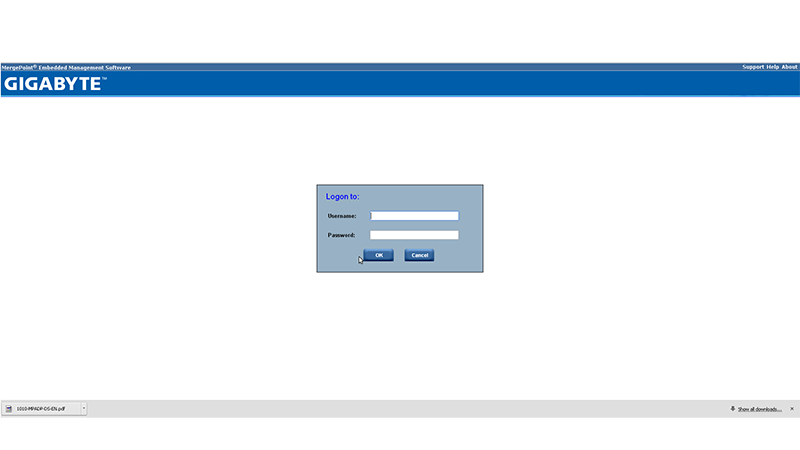 MergePoint® Embedded Management Software
Support Help About
GIGABYTE™
Logon to:
Username:
Password:
OK Cancel
1010-MPADP-DS-EN.pdf
Show all downloads...